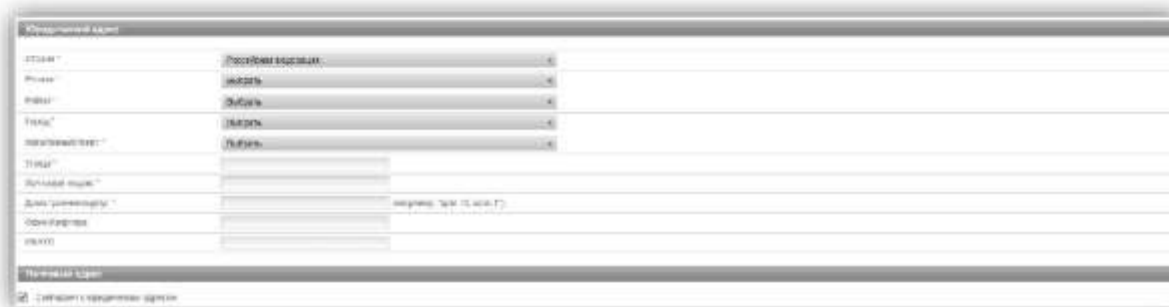 Юридический адрес
Страна *
Российская Федерация
Регион *
Выбрать
Район *
Выбрать
Город *
Выбрать
Населенный пункт *
Выбрать
Улица *
Почтовый индекс *
Офис/квартира
ОКАТО
Почтовый адрес
Совпадает с юридическим адресом